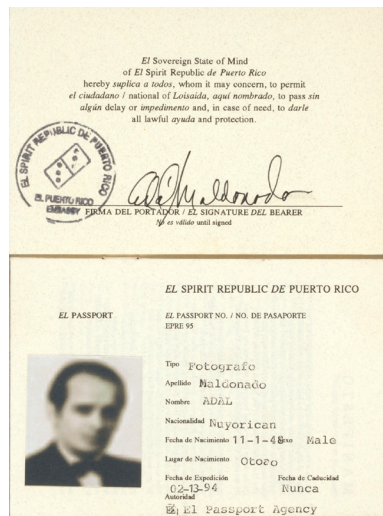 El Sovereign State of Mind
of El Spirit Republic de Puerto Rico
hereby suplica a todos, whom it may concern, to permit
el ciudadano / national of Loisaida, aquí nombrado, to pass sin
algún delay or impedimento and, in case of need, to darle
all lawful ayuda and protection.
EL SPIRIT REPUBLIC DE PUERTO RICO
EL PUERTO RICO
EMBASSY
Adál Maldonado
FIRMA DEL PORTADOR / EL SIGNATURE DEL BEARER
No es válido until signed
EL SPIRIT REPUBLIC DE PUERTO RICO
EL PASSPORT
EL PASSPORT NO. / NO. DE PASAPORTE
EPRE 95
Tipo Fotografo
Apellido Maldonado
Nombre ADAL
Nacionalidad Nuyorican
Fecha de Nacimiento 11-1-48 Sexo Male
Lugar de Nacimiento Otoao
Fecha de Expedición Fecha de Caducidad
02-13-94 Nunca
Autoridad
El Passport Agency